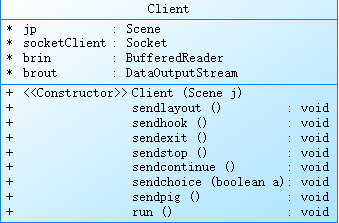 Client
* jp : Scene
* socketClient : Socket
* brin : BufferedReader
* brout : DataOutputStream
+ <<Constructor>> Client (Scene j)
+ sendlayout () : void
+ sendhook () : void
+ sendexit () : void
+ sendstop () : void
+ sendcontinue () : void
+ sendchoice (boolean a) : void
+ sendpig () : void
+ run () : void